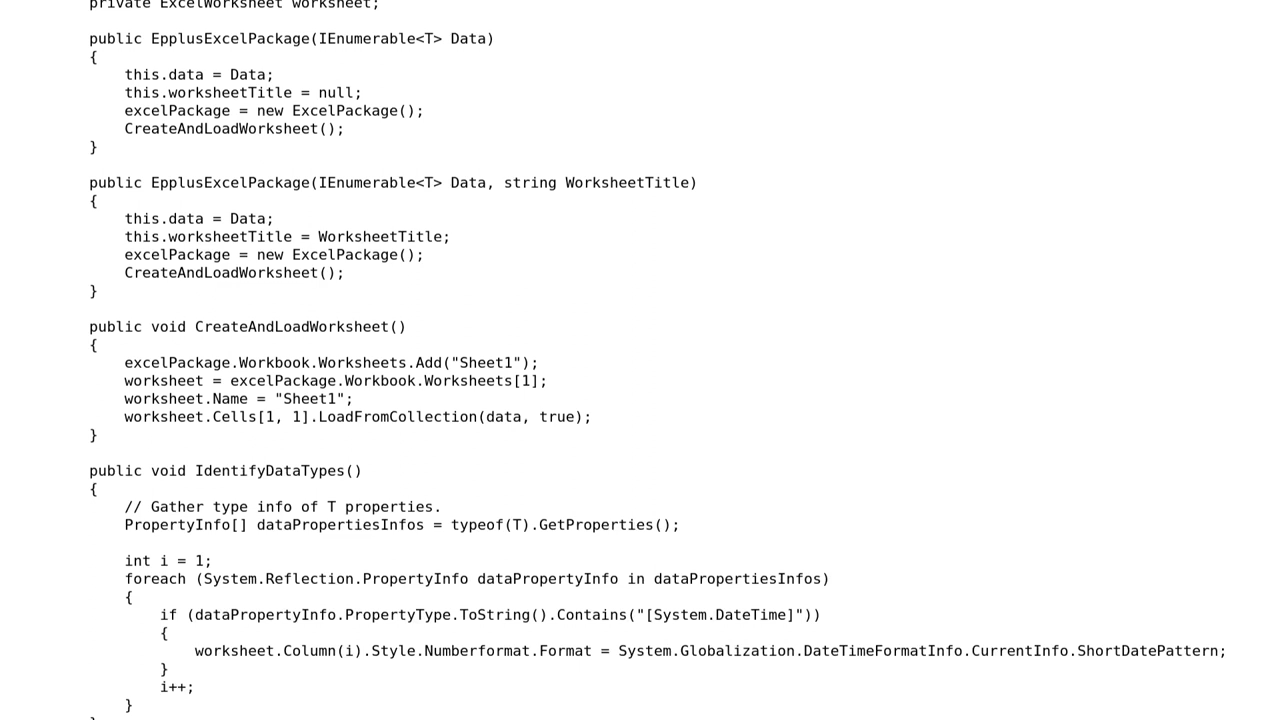 private ExcelWorksheet worksheet;
public EpplusExcelPackage(IEnumerable<T> Data)
{
this.data = Data;
this.worksheetTitle = null;
excelPackage = new ExcelPackage();
CreateAndLoadWorksheet();
}
public EpplusExcelPackage(IEnumerable<T> Data, string WorksheetTitle)
{
this.data = Data;
this.worksheetTitle = WorksheetTitle;
excelPackage = new ExcelPackage();
CreateAndLoadWorksheet();
}
public void CreateAndLoadWorksheet()
{
excelPackage.Workbook.Worksheets.Add("Sheet1");
worksheet = excelPackage.Workbook.Worksheets[1];
worksheet.Name = "Sheet1";
worksheet.Cells[1, 1].LoadFromCollection(data, true);
}
public void IdentifyDataTypes()
{
// Gather type info of T properties.
PropertyInfo[] dataPropertiesInfos = typeof(T).GetProperties();
int i = 1;
foreach (System.Reflection.PropertyInfo dataPropertyInfo in dataPropertiesInfos)
{
if (dataPropertyInfo.PropertyType.ToString().Contains("[System.DateTime]"))
{
worksheet.Column(i).Style.Numberformat.Format = System.Globalization.DateTimeFormatInfo.CurrentInfo.ShortDatePattern;
}
i++;
}